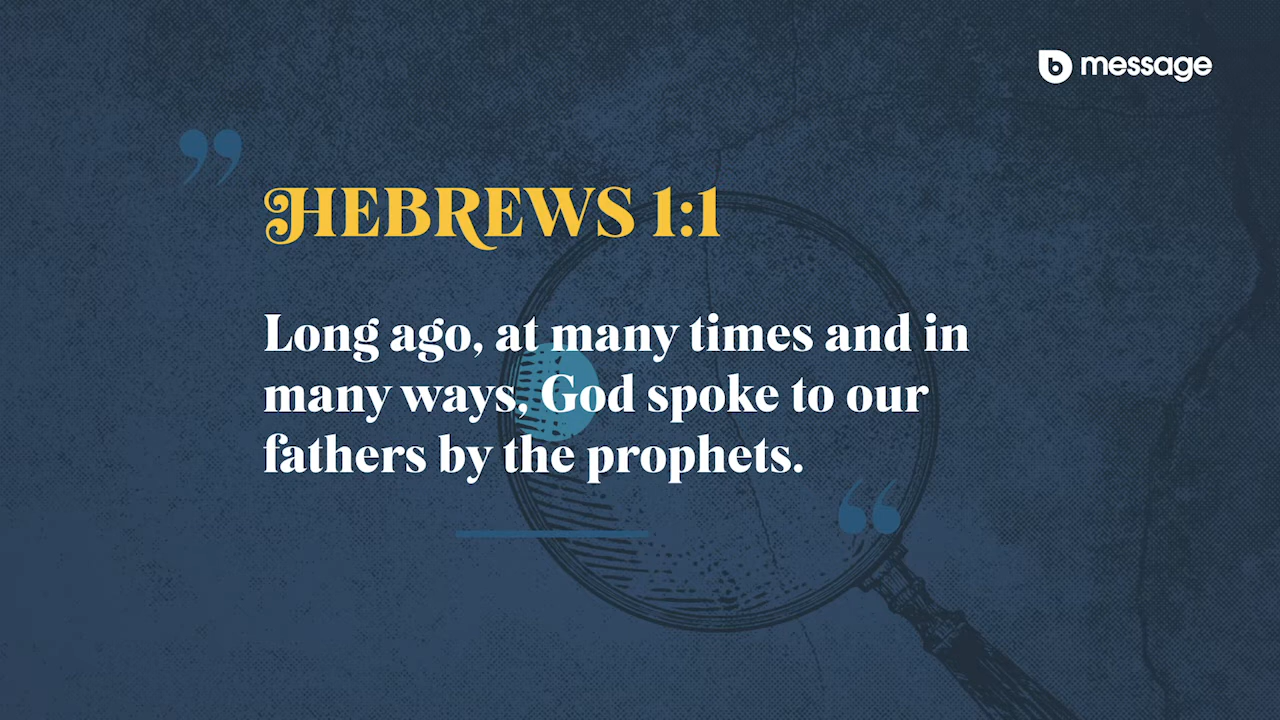 b message
”
HEBREWS 1:1
Long ago, at many times and in
many ways, God spoke to our
fathers by the prophets.
“